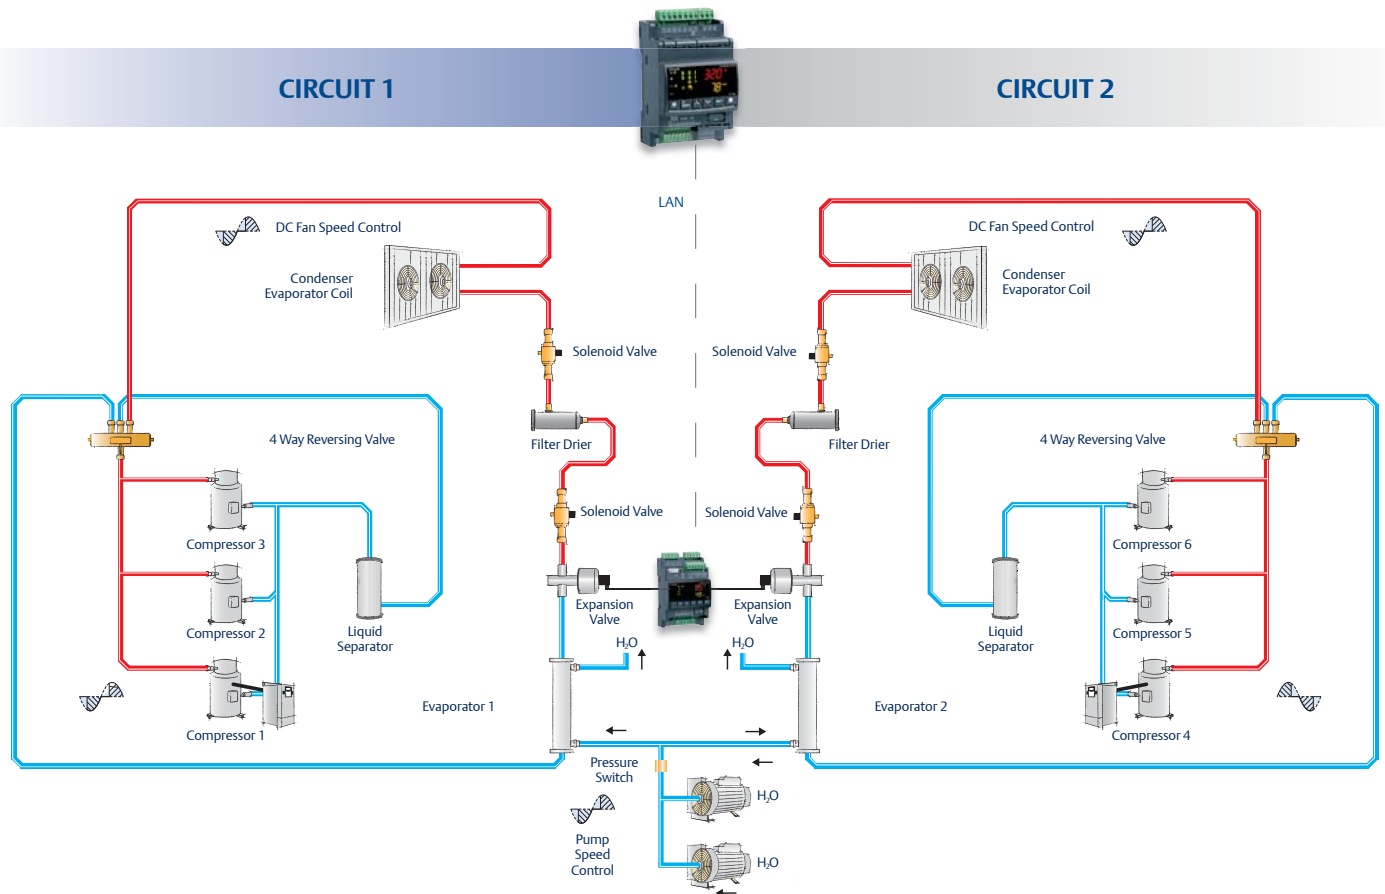 CIRCUIT 1
CIRCUIT 2
LAN
DC Fan Speed Control
DC Fan Speed Control
Condenser
Evaporator Coil
Condenser
Evaporator Coil
Solenoid Valve
Solenoid Valve
4 Way Reversing Valve
Filter Drier
Filter Drier
4 Way Reversing Valve
Solenoid Valve
Solenoid Valve
Compressor 3
Compressor 6
Expansion
Valve
Expansion
Valve
Compressor 2
Liquid
Separator
H₂O
H₂O
Liquid
Separator
Compressor 5
Evaporator 1
Evaporator 2
Compressor 1
Compressor 4
Pressure
Switch
H₂O
Pump
Speed
Control
H₂O